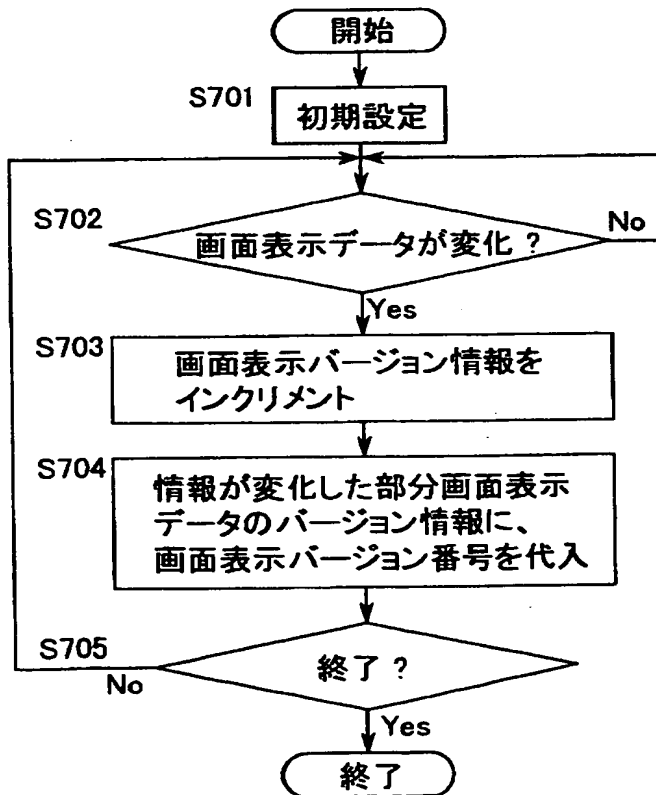 開始
S701
初期設定
S702
画面表示データが変化?
No
Yes
S703
画面表示バージョン情報を
インクリメント
S704
情報が変化した部分画面表示
データのバージョン情報に、
画面表示バージョン番号を代入
S705
終了?
No
Yes
終了